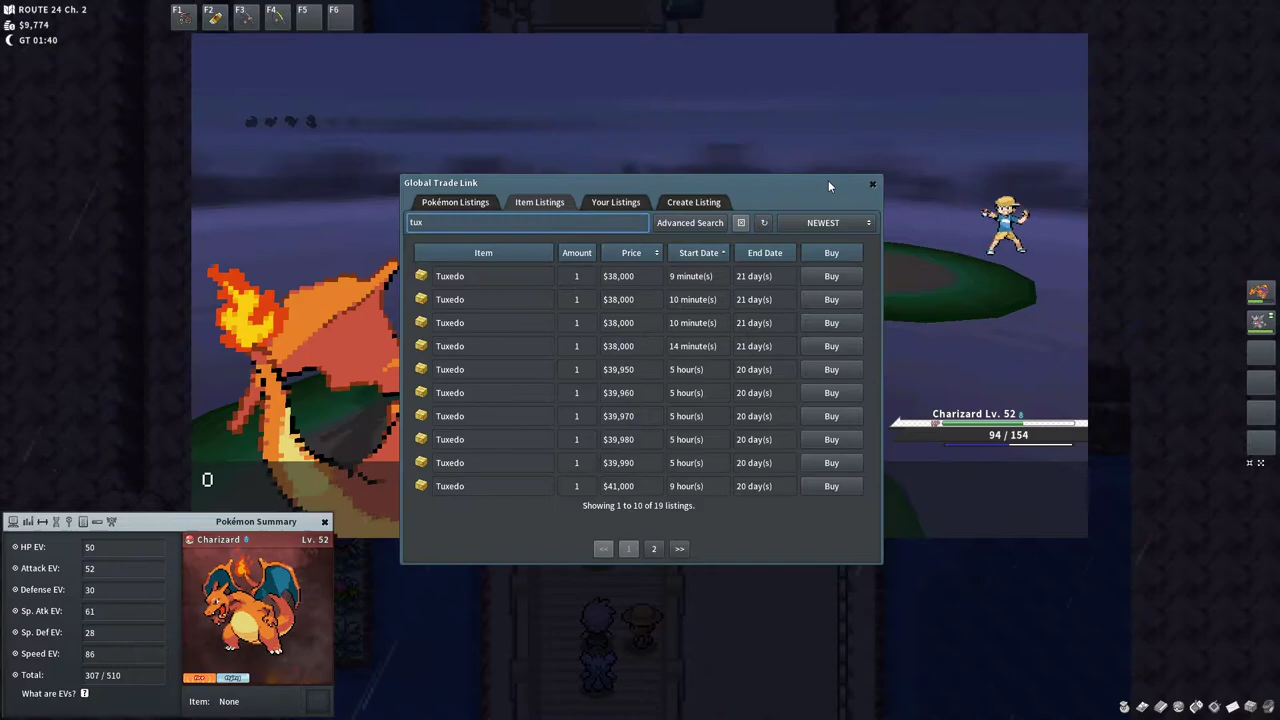 ROUTE 24 Ch. 2
$9,774
GT 01:40
F1 F2 F3 F4 F5 F6
Global Trade Link
Pokémon Listings Item Listings Your Listings Create Listing
tux Advanced Search NEWEST
Item Amount Price Start Date End Date Buy
Tuxedo 1 $38,000 9 minute(s) 21 day(s) Buy
Tuxedo 1 $38,000 10 minute(s) 21 day(s) Buy
Tuxedo 1 $38,000 10 minute(s) 21 day(s) Buy
Tuxedo 1 $38,000 14 minute(s) 21 day(s) Buy
Tuxedo 1 $39,950 5 hour(s) 20 day(s) Buy
Tuxedo 1 $39,960 5 hour(s) 20 day(s) Buy
Tuxedo 1 $39,970 5 hour(s) 20 day(s) Buy
Tuxedo 1 $39,980 5 hour(s) 20 day(s) Buy
Tuxedo 1 $39,990 5 hour(s) 20 day(s) Buy
Tuxedo 1 $41,000 9 hour(s) 20 day(s) Buy
Showing 1 to 10 of 19 listings.
<< 1 2 >>
Charizard Lv. 52
94 / 154
O
Pokémon Summary
Charizard Lv. 52
HP EV: 50
Attack EV: 52
Defense EV: 30
Sp. Atk EV: 61
Sp. Def EV: 28
Speed EV: 86
Total: 307 / 510
What are EVs? ?
fire flying
Item: None